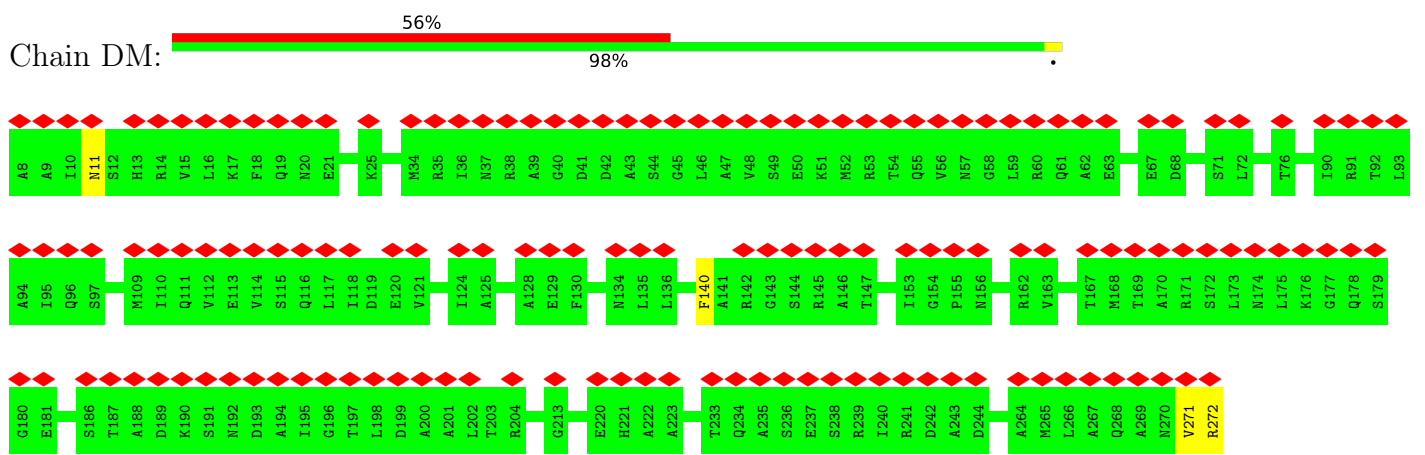 56%
Chain DM:
98%
•
A8 A9 I10 N11 S12 H13 R14 V15 L16 K17 F18 Q19 N20 E21 K25 M34 R35 I36 N37 R38 A39 G40 D41 D42 A43 S44 G45 L46 A47 V48 S49 E50 K51 M52 R53 T54 Q55 V56 N57 G58 L59 R60 Q61 A62 E63 E67 D68 S71 L72 T76 I90 R91 T92 L93
A94 I95 Q96 S97 M109 I110 Q111 V112 E113 V114 S115 Q116 L117 I118 D119 E120 V121 I124 A125 A128 E129 F130 N134 L135 L136 F140 A141 R142 G143 S144 R145 A146 T147 I153 G154 P155 N156 R162 V163 T167 M168 T169 A170 R171 S172 L173 N174 L175 K176 G177 Q178 S179
G180 E181 S186 T187 A188 D189 K190 S191 N192 D193 A194 I195 G196 T197 L198 D199 A200 A201 L202 T203 R204 G213 E220 H221 A222 A223 T233 Q234 A235 S236 E237 S238 R239 I240 R241 D242 A243 D244 A264 M265 L266 A267 Q268 A269 N270 V271 R272